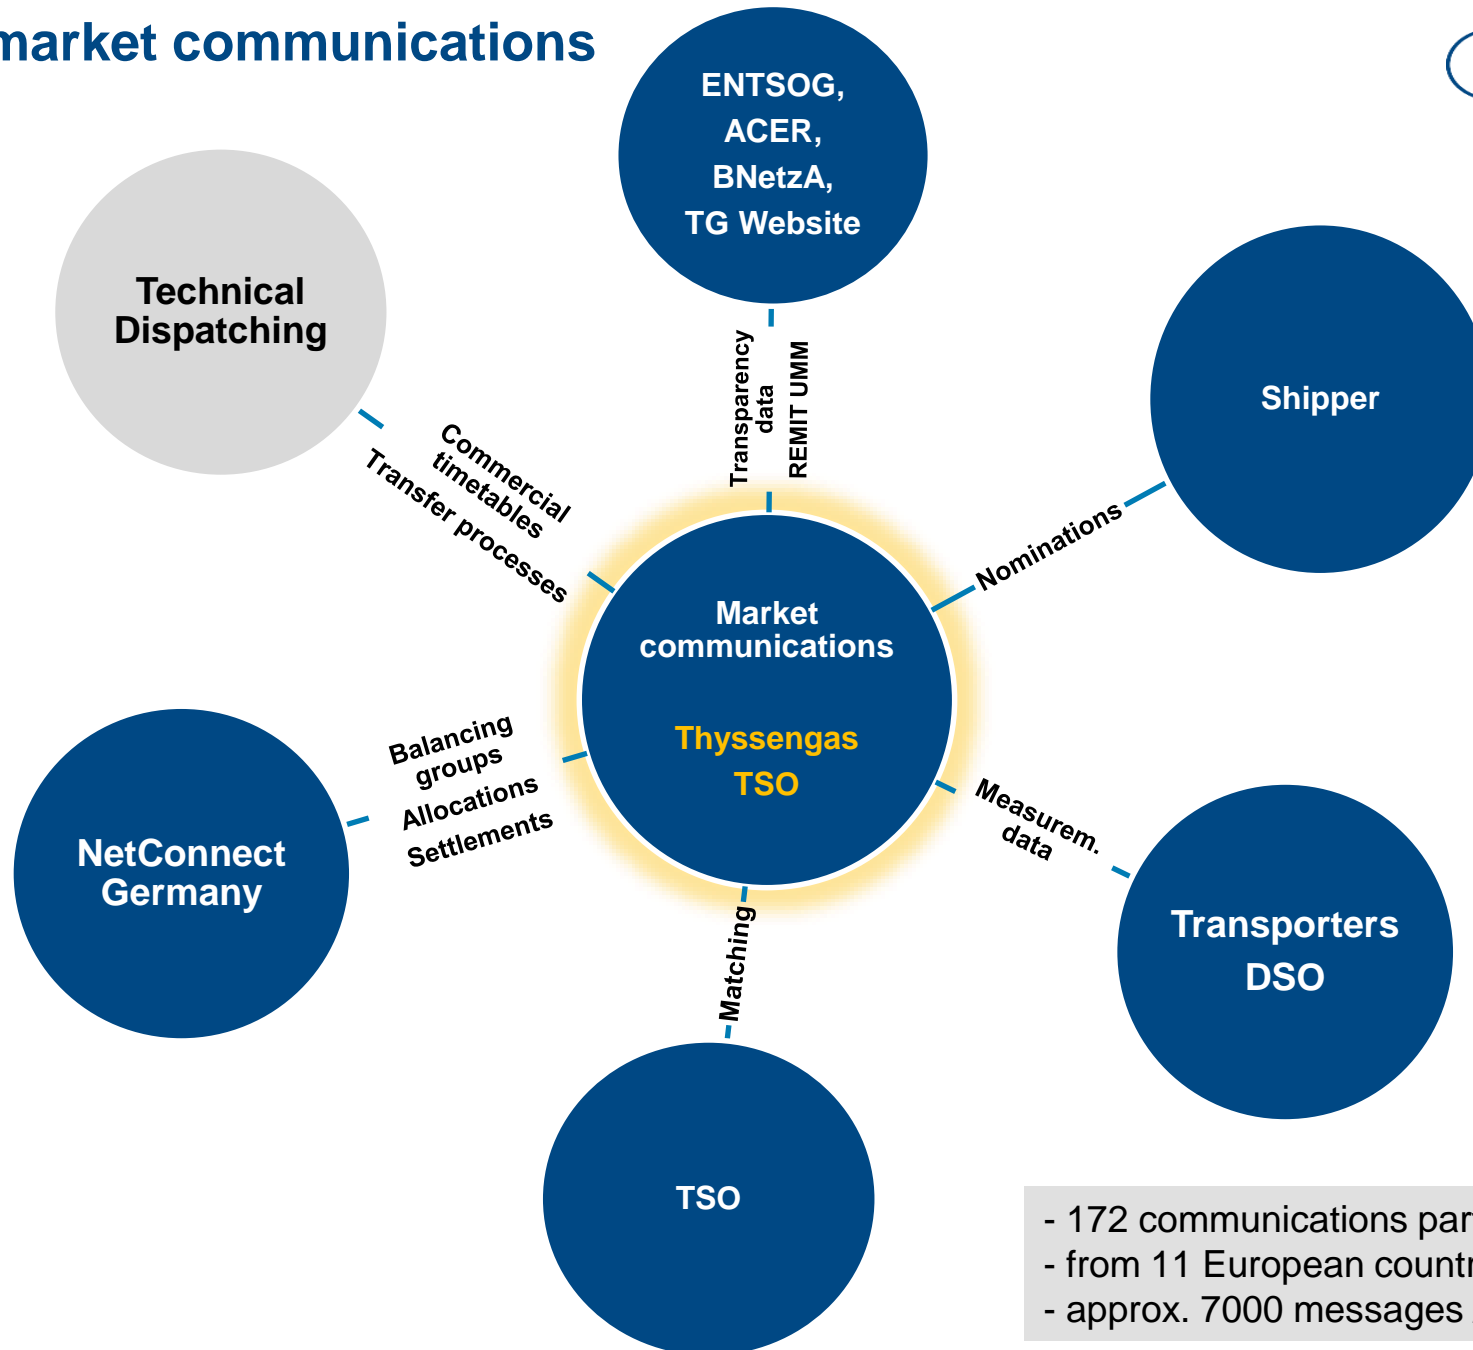 market communications
ENTSOG,
ACER,
BNetzA,
TG Website
Technical
Dispatching
Shipper
Transparency
data
REMIT UMM
Commercial
timetables
Transfer processes
Nominations
Market
communications
Thyssengas
TSO
Balancing
groups
Allocations
Settlements
Measurem.
data
NetConnect
Germany
Transporters
DSO
Matching
TSO
- 172 communications
- from 11 European
- approx. 7000 messages